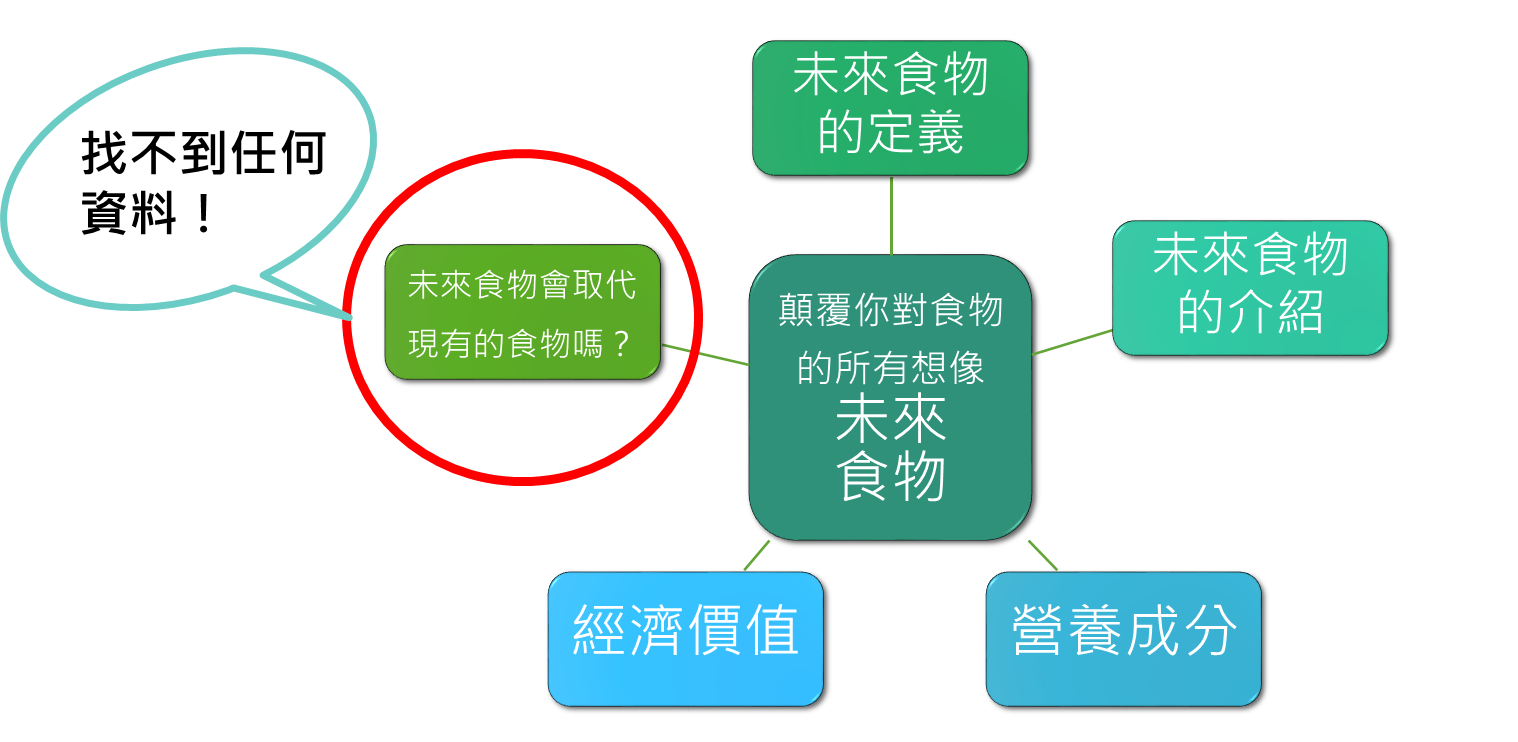 找不到任何
資料！
未來食物
的定義
未來食物
的介紹
未來食物會取代
現有的食物嗎？
顛覆你對食物
的所有想像
未來
食物
經濟價值
營養成分